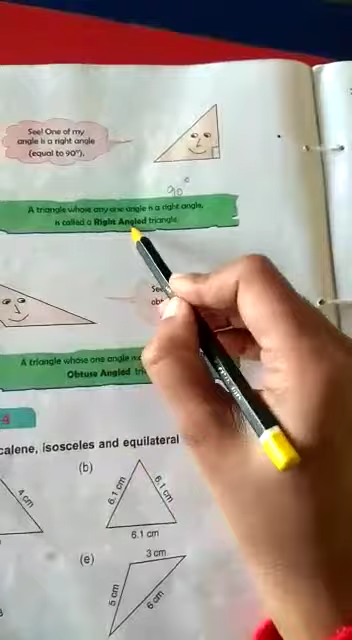 See! One of my
angle is a right angle
(equal to 90°).
90°
A triangle whose any one angle is a right angle,
is called a Right Angled triangle.
A triangle whose one angle
Obtuse Angled
calene, isosceles and equilateral
(b)
4 cm
6.1 cm
6.1 cm
6.1 cm
(e)
3 cm
5 cm
6 cm